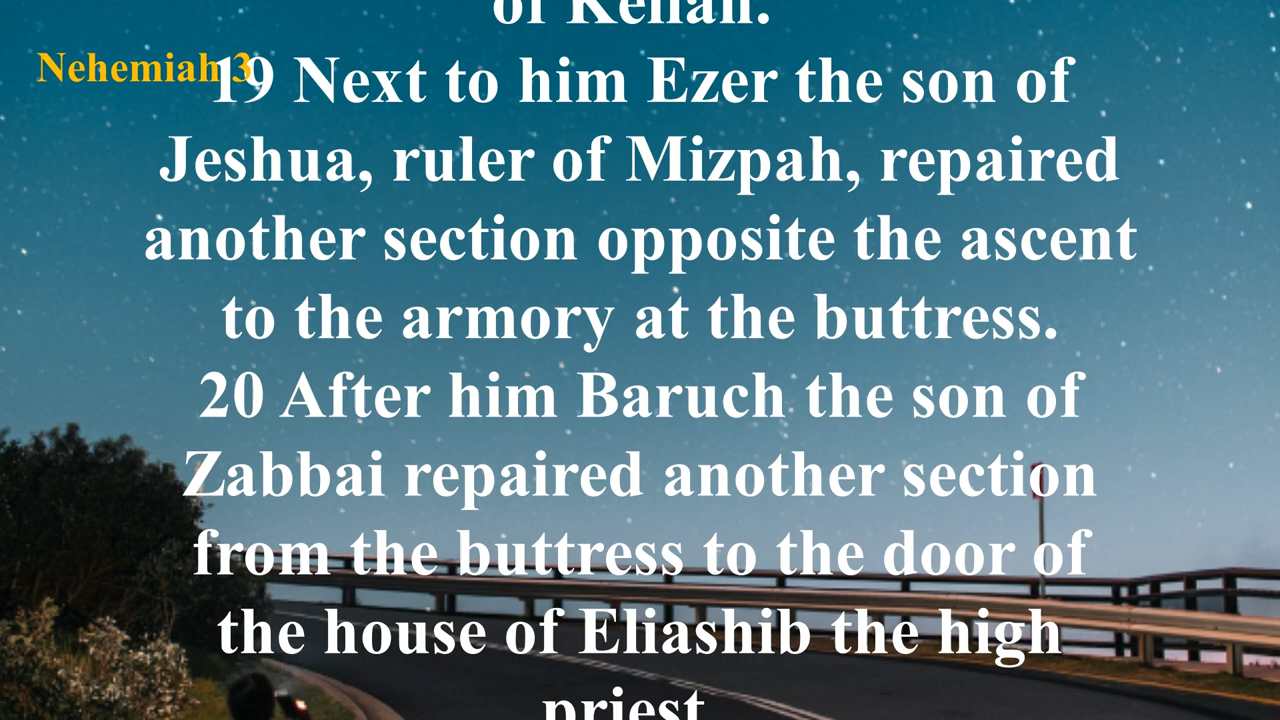 of Keilah.
Nehemiah 3
19 Next to him Ezer the son of
Jeshua, ruler of Mizpah, repaired
another section opposite the ascent
to the armory at the buttress.
20 After him Baruch the son of
Zabbai repaired another section
from the buttress to the door of
the house of Eliashib the high
priest